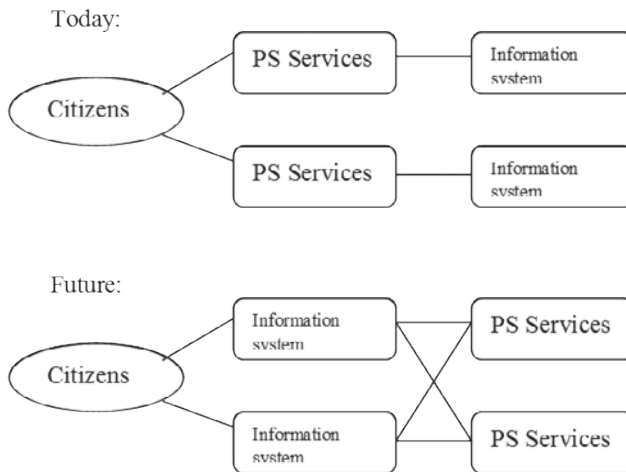 Today:
Citizens
PS Services
Information
system
PS Services
Information
system
Future:
Citizens
Information
system
PS Services
Information
system
PS Services